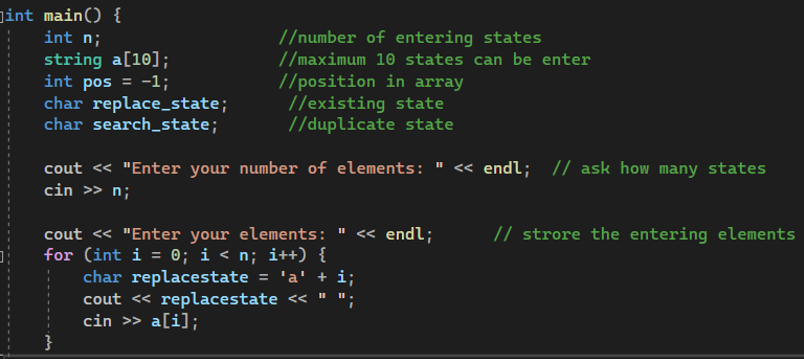 int main() {
int n; //number of entering states
string a[10]; //maximum 10 states can be enter
int pos = -1; //position in array
char replace_state; //existing state
char search_state; //duplicate state
cout << "Enter your number of elements: " << endl; // ask how many states
cin >> n;
cout << "Enter your elements: " << endl; // strore the entering elements
for (int i = 0; i < n; i++) {
char replacestate = 'a' + i;
cout << replacestate << " ";
cin >> a[i];
}